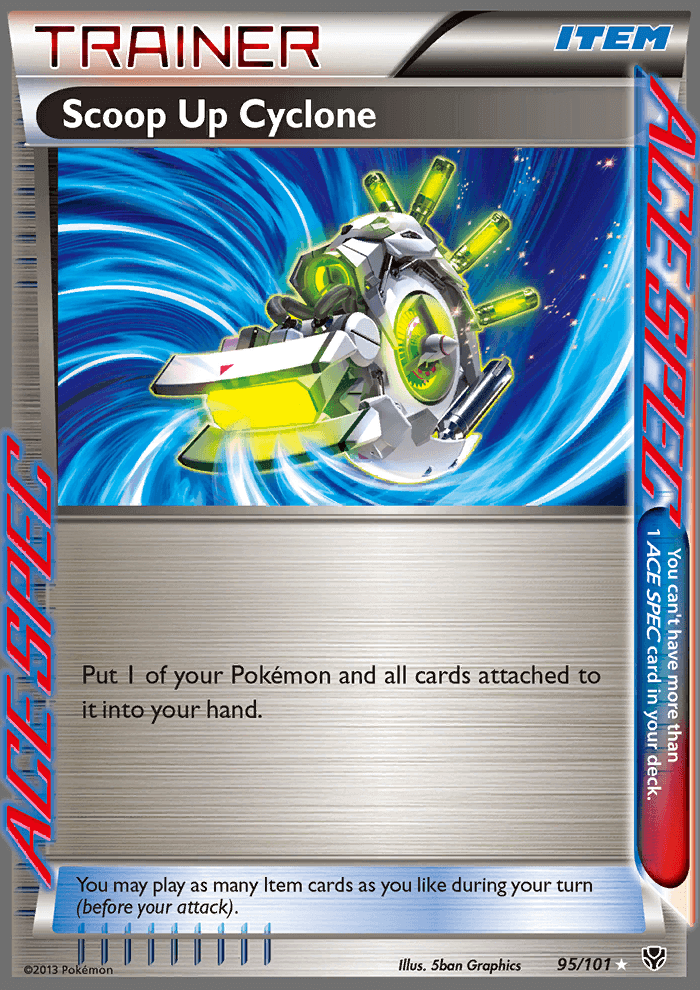 TRAINER
ITEM
Scoop Up Cyclone
ACE SPEC
ACE SPEC
You can't have more than
1 ACE SPEC card in your deck.
Put 1 of your Pokémon and all cards attached to
it into your hand.
You may play as many Item cards as you like during your turn
(before your attack).
©2013 Pokémon
Illus. 5ban Graphics
95/101